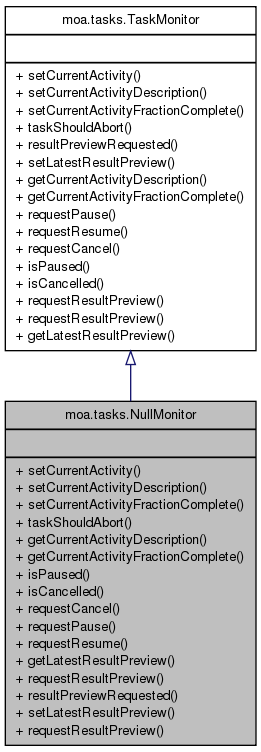 moa.tasks.TaskMonitor
+ setCurrentActivity()
+ setCurrentActivityDescription()
+ setCurrentActivityFractionComplete()
+ taskShouldAbort()
+ resultPreviewRequested()
+ setLatestResultPreview()
+ getCurrentActivityDescription()
+ getCurrentActivityFractionComplete()
+ requestPause()
+ requestResume()
+ requestCancel()
+ isPaused()
+ isCancelled()
+ requestResultPreview()
+ requestResultPreview()
+ getLatestResultPreview()
moa.tasks.NullMonitor
+ setCurrentActivity()
+ setCurrentActivityDescription()
+ setCurrentActivityFractionComplete()
+ taskShouldAbort()
+ getCurrentActivityDescription()
+ getCurrentActivityFractionComplete()
+ isPaused()
+ isCancelled()
+ requestCancel()
+ requestPause()
+ requestResume()
+ getLatestResultPreview()
+ requestResultPreview()
+ resultPreviewRequested()
+ setLatestResultPreview()
+ requestResultPreview()